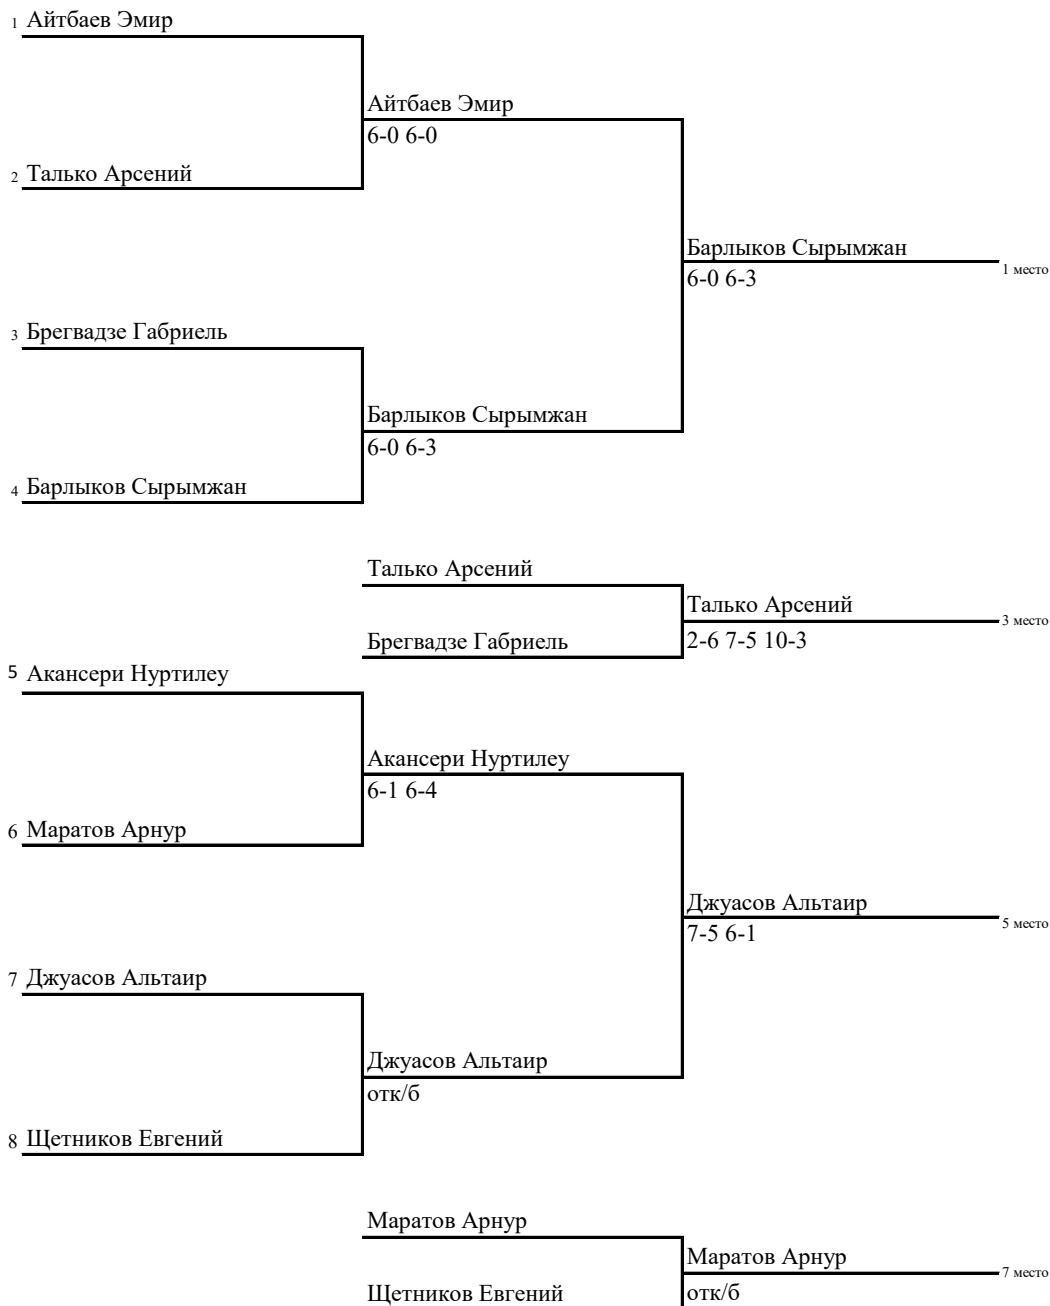 1 Айтбаев Эмир
Айтбаев Эмир
6-0 6-0
2 Талько Арсений
Барлыков Сырымжан
1 место
6-0 6-3
3 Брегвадзе Габриель
Барлыков Сырымжан
6-0 6-3
4 Барлыков Сырымжан
Талько Арсений
Талько Арсений
3 место
Брегвадзе Габриель
2-6 7-5 10-3
5 Акансери Нуртилеу
Акансери Нуртилеу
6-1 6-4
6 Маратов Арнур
Джуасов Альтаир
5 место
7-5 6-1
7 Джуасов Альтаир
Джуасов Альтаир
отк/б
8 Щетников Евгений
Маратов Арнур
Маратов Арнур
7 место
Щетников Евгений
отк/б